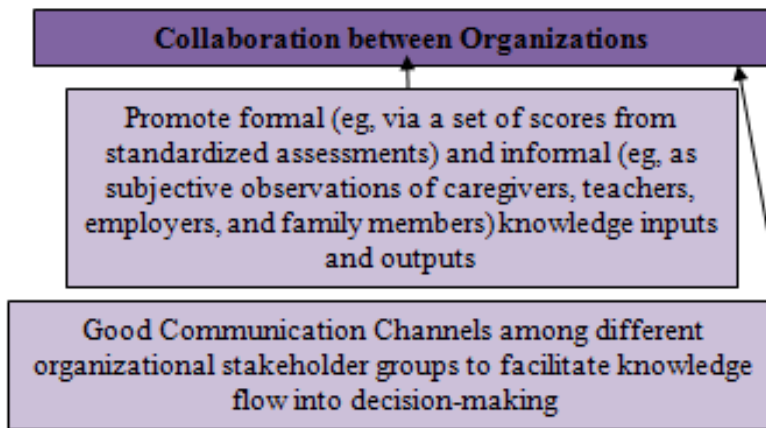 Collaboration between Organizations
Promote formal (eg, via a set of scores from
standardized assessments) and informal (eg, as
subjective observations of caregivers, teachers,
employers, and family members) knowledge inputs
and outputs
Good Communication Channels among different
organizational stakeholder groups to facilitate knowledge
flow into decision-making